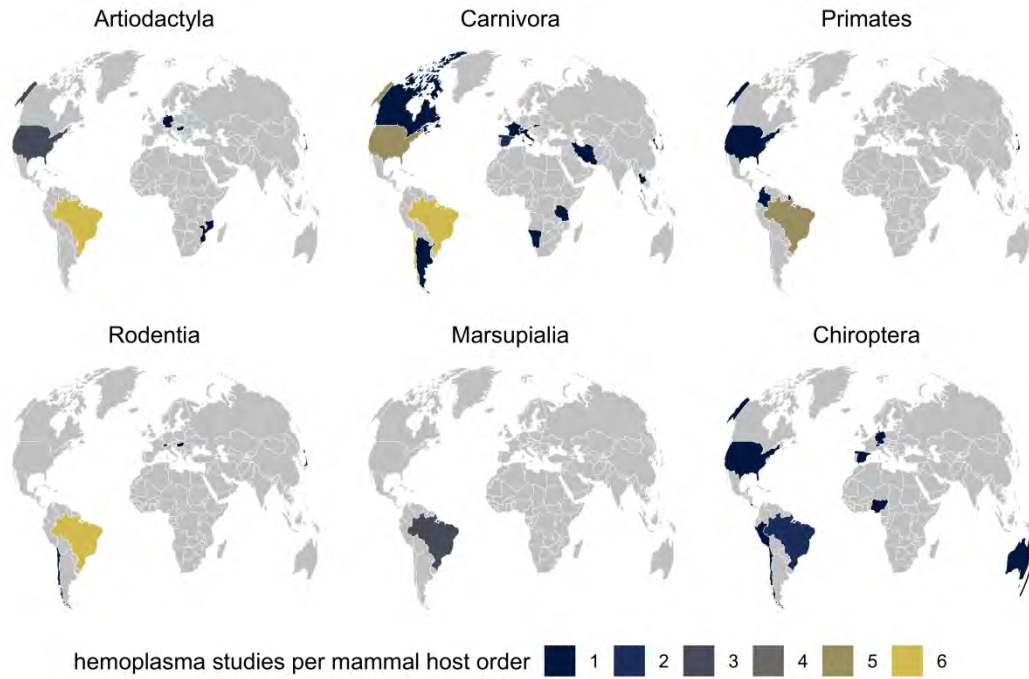 Artiodactyla
Carnivora
Primates
Rodentia
Marsupialia
Chiroptera
hemoplasma studies per mammal host order 1 2 3 4 5 6